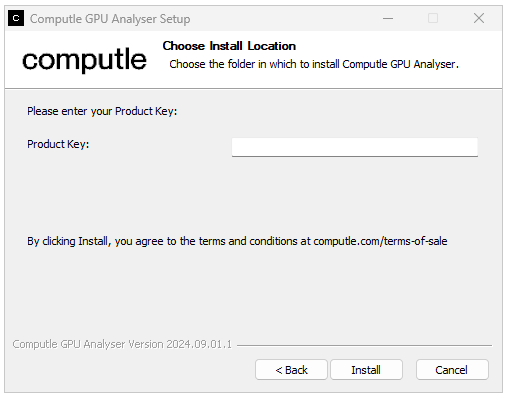 C Computle GPU Analyser Setup
computle
Choose Install Location
Choose the folder in which to install Computle GPU Analyser.
Please enter your Product Key:
Product Key:
By clicking Install, you agree to the terms and conditions at computle.com/terms-of-sale
Computle GPU Analyser Version 2024.09.01.1
< Back Install Cancel